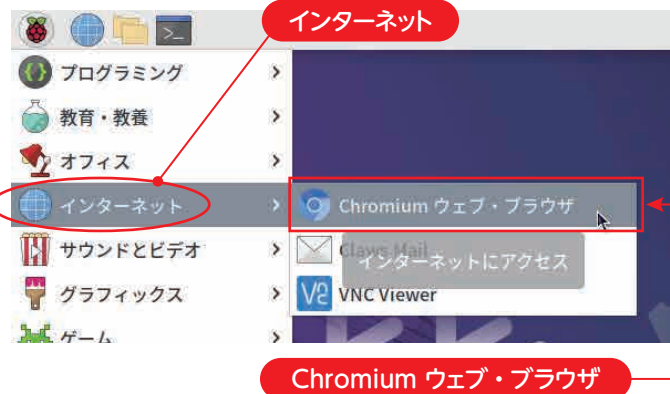 インターネット
プログラミング
教育・教養
オフィス
インターネット
Chromium ウェブ・ブラウザ
サウンドとビデオ
Claws Mail
インターネットにアクセス
グラフィックス
VNC Viewer
ゲーム
Chromium ウェブ・ブラウザ